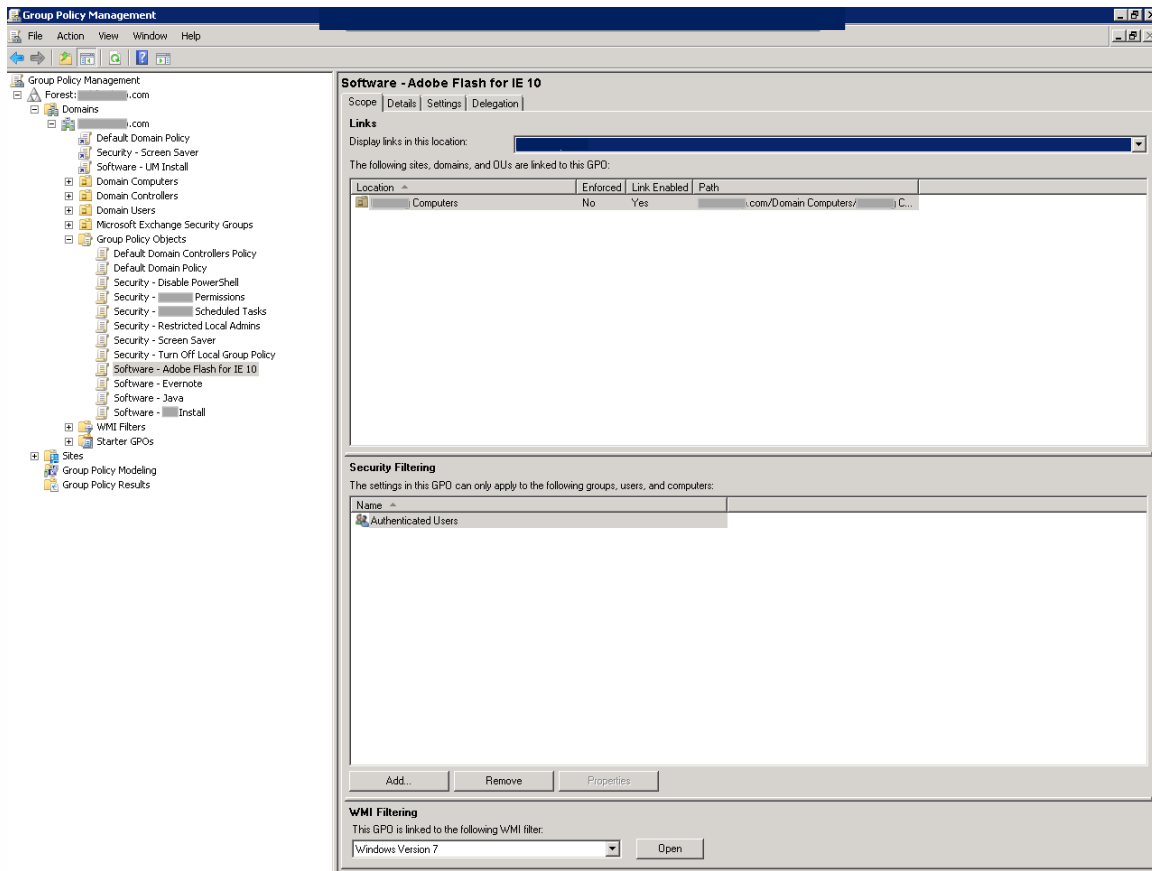 Group Policy Management
File Action View Window Help
Group Policy Management
Forest: .com
Domains
.com
Default Domain Policy
Security - Screen Saver
Software - UM Install
Domain Computers
Domain Controllers
Domain Users
Microsoft Exchange Security Groups
Group Policy Objects
Default Domain Controllers Policy
Default Domain Policy
Security - Disable PowerShell
Security - Permissions
Security - Scheduled Tasks
Security - Restricted Local Admins
Security - Screen Saver
Security - Turn Off Local Group Policy
Software - Adobe Flash for IE 10
Software - Evernote
Software - Java
Software - Install
WMI Filters
Starter GPOs
Sites
Group Policy Modeling
Group Policy Results
Software - Adobe Flash for IE 10
Scope Details Settings Delegation
Links
Display links in this location:
The following sites, domains, and OUs are linked to this GPO:
Location Enforced Link Enabled Path
Computers No Yes .com/Domain Computers/ C...
Security Filtering
The settings in this GPO can only apply to the following groups, users, and computers:
Name
Authenticated Users
Add... Remove Properties
WMI Filtering
This GPO is linked to the following WMI filter:
Windows Version 7 Open